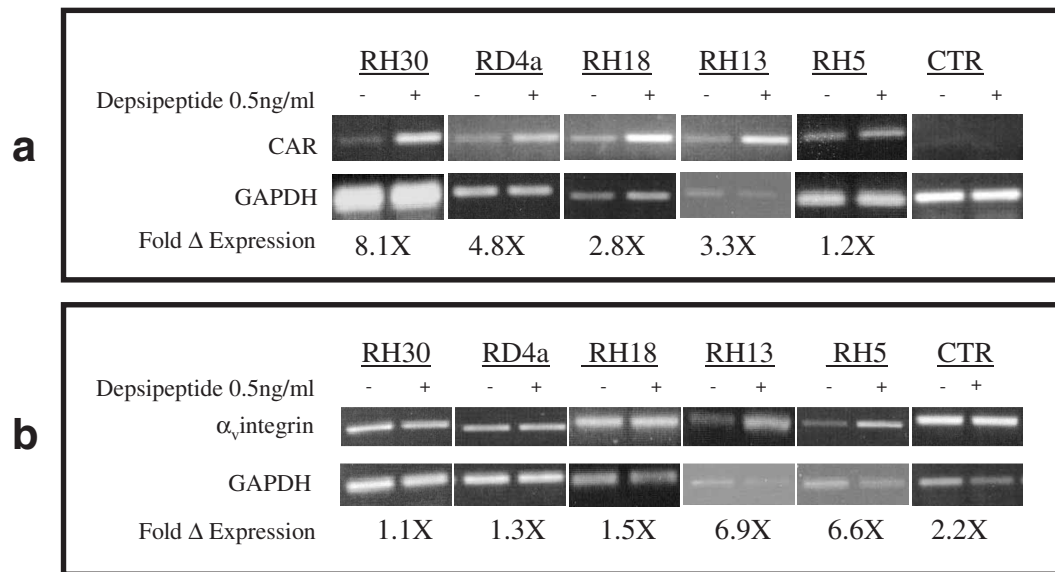 a
RH30 RD4a RH18 RH13 RH5 CTR
Depsipeptide 0.5ng/ml - + - + - + - + - + - +
CAR
GAPDH
Fold Δ Expression 8.1X 4.8X 2.8X 3.3X 1.2X
b
RH30 RD4a RH18 RH13 RH5 CTR
Depsipeptide 0.5ng/ml - + - + - + - + - + - +
αvintegrin
GAPDH
Fold Δ Expression 1.1X 1.3X 1.5X 6.9X 6.6X 2.2X